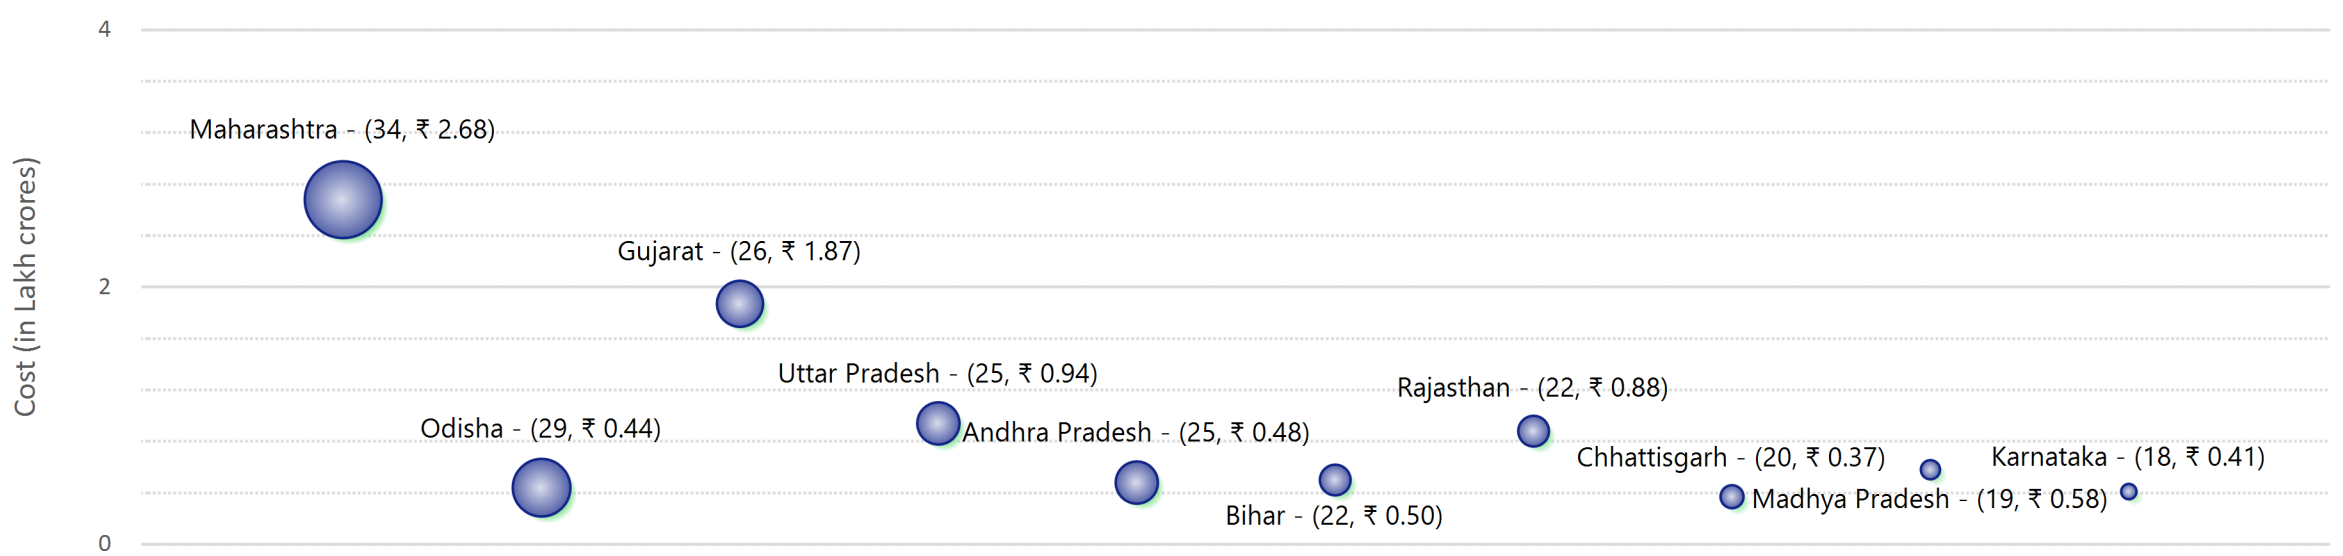 4
Maharashtra - (34, ₹ 2.68)
Gujarat - (26, ₹ 1.87)
2
Cost (in Lakh crores)
Uttar Pradesh - (25, ₹ 0.94)
Rajasthan - (22, ₹ 0.88)
Odisha - (29, ₹ 0.44)
Andhra Pradesh - (25, ₹ 0.48)
Chhattisgarh - (20, ₹ 0.37)
Karnataka - (18, ₹ 0.41)
Madhya Pradesh - (19, ₹ 0.58)
Bihar - (22, ₹ 0.50)
0